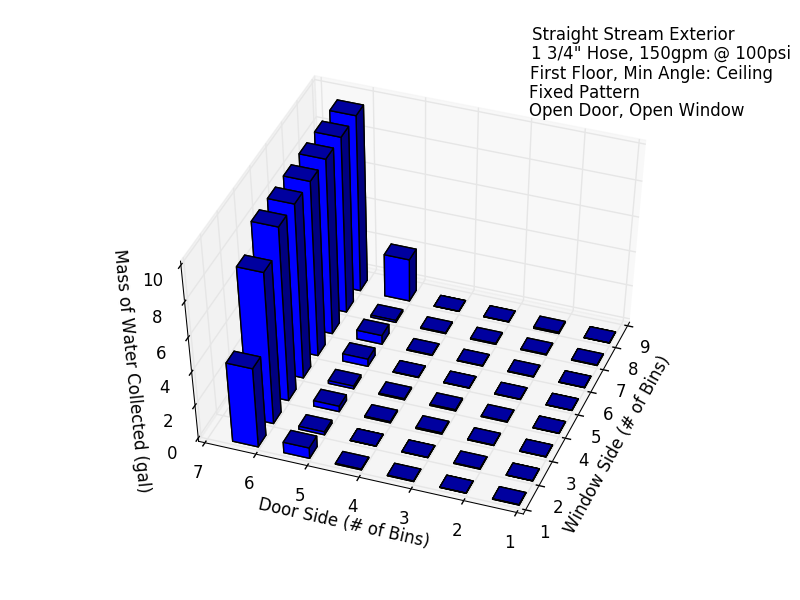 Straight Stream Exterior
1 3/4" Hose, 150gpm @ 100psi
First Floor, Min Angle: Ceiling
Fixed Pattern
Open Door, Open Window
Mass of Water Collected (gal)
10
8
6
4
2
0
7
6
5
4
3
2
1
Door Side (# of Bins)
9
8
7
6
5
4
3
2
1
Window Side (# of Bins)